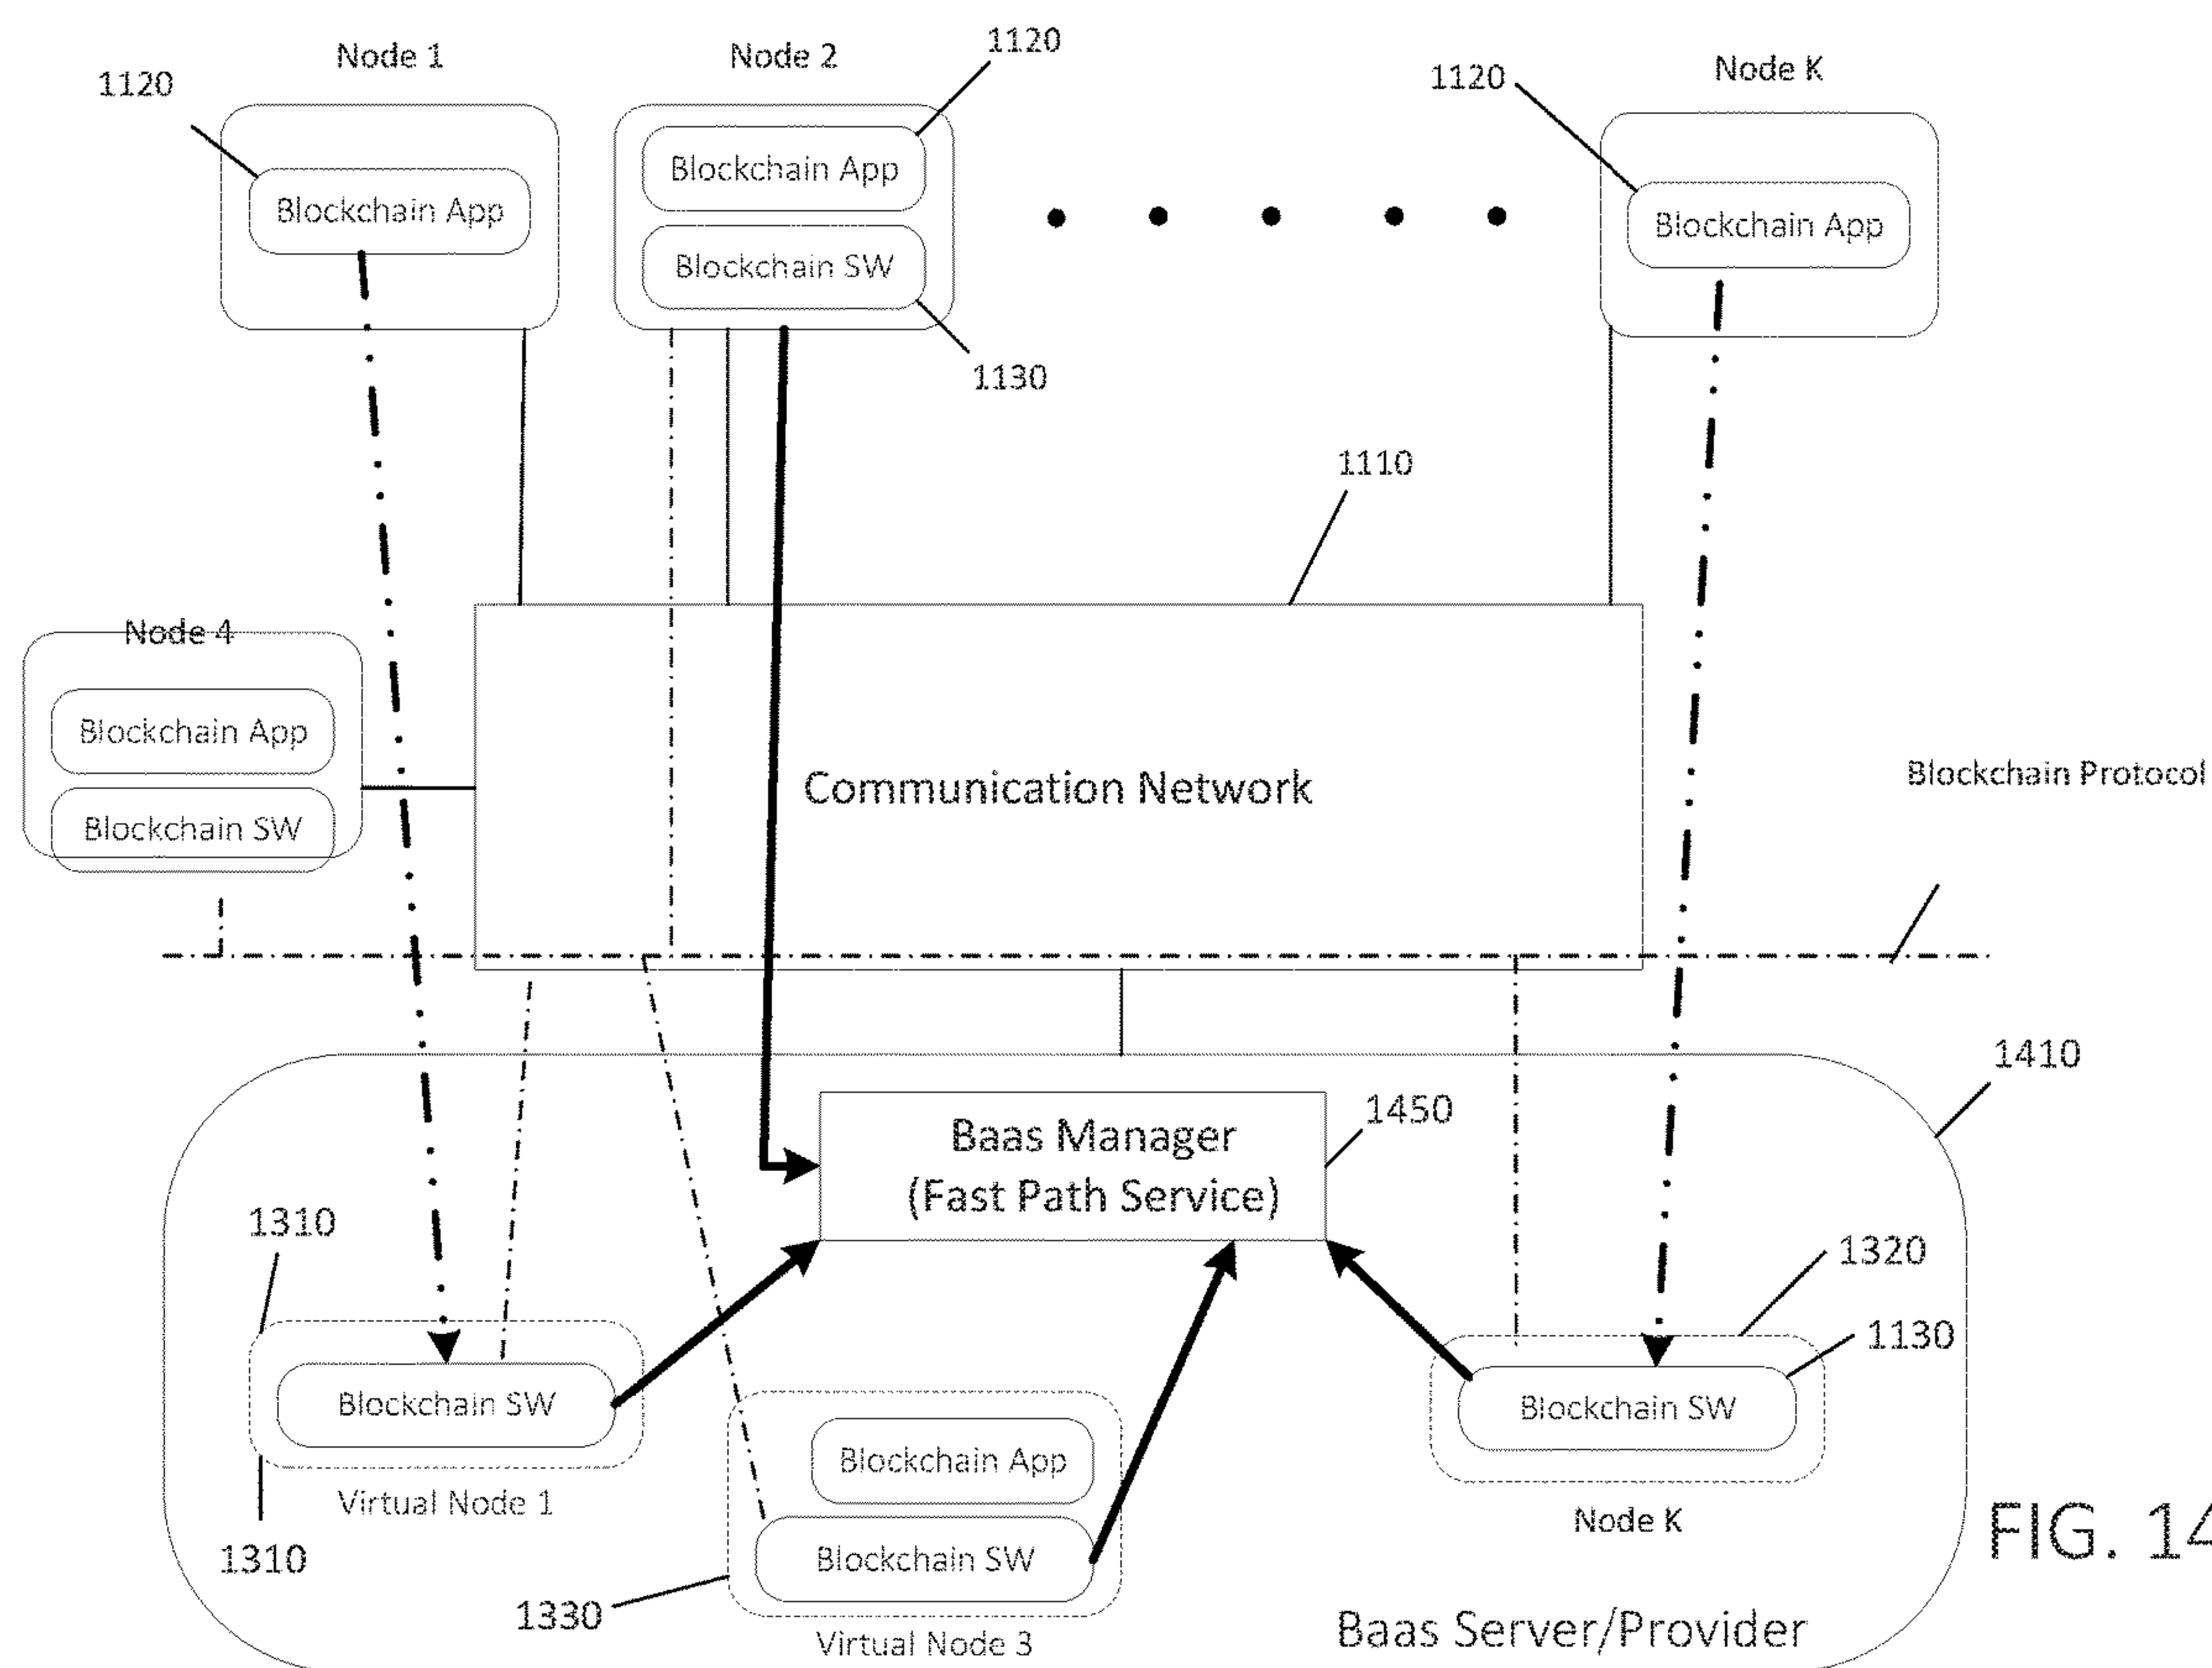 Node 1
Node 2
1120
Node K
1120
1120
Blockchain App
Blockchain App
Blockchain App
Blockchain SW
1130
1110
Node 4
Blockchain App
Blockchain SW
Communication Network
Blockchain Protocol
1410
Baas Manager
(Fast Path Service)
1450
1310
1320
1130
Blockchain SW
Blockchain SW
Blockchain App
Virtual Node 1
Node K
1310
Blockchain SW
1330
Virtual Node 3
Baas Server/Provider
FIG. 14